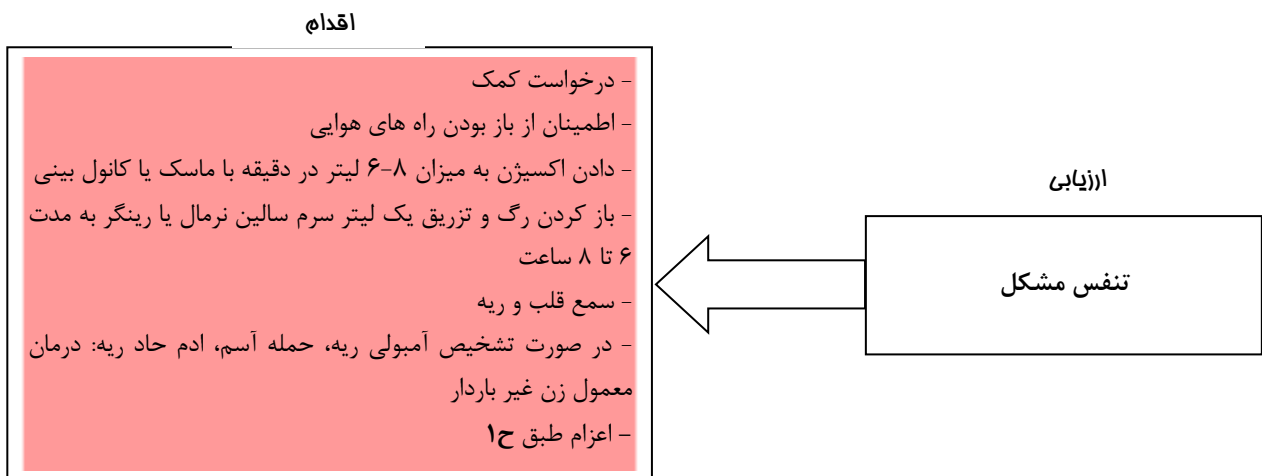 اقدام
- درخواست کمک
- اطمینان از باز بودن راه های هوایی
- دادن اکسیژن به میزان ۸-۶ لیتر در دقیقه با ماسک یا کانول بینی
- باز کردن رگ و تزریق یک لیتر سرم سالین نرمال یا رینگر به مدت
۶ تا ۸ ساعت
- سمع قلب و ریه
- در صورت تشخیص آمبولی ریه، حمله آسم، ادم حاد ریه: درمان
معمول زن غیر باردار
- اعزام طبق ح۱
ارزیابی
تنفس مشکل